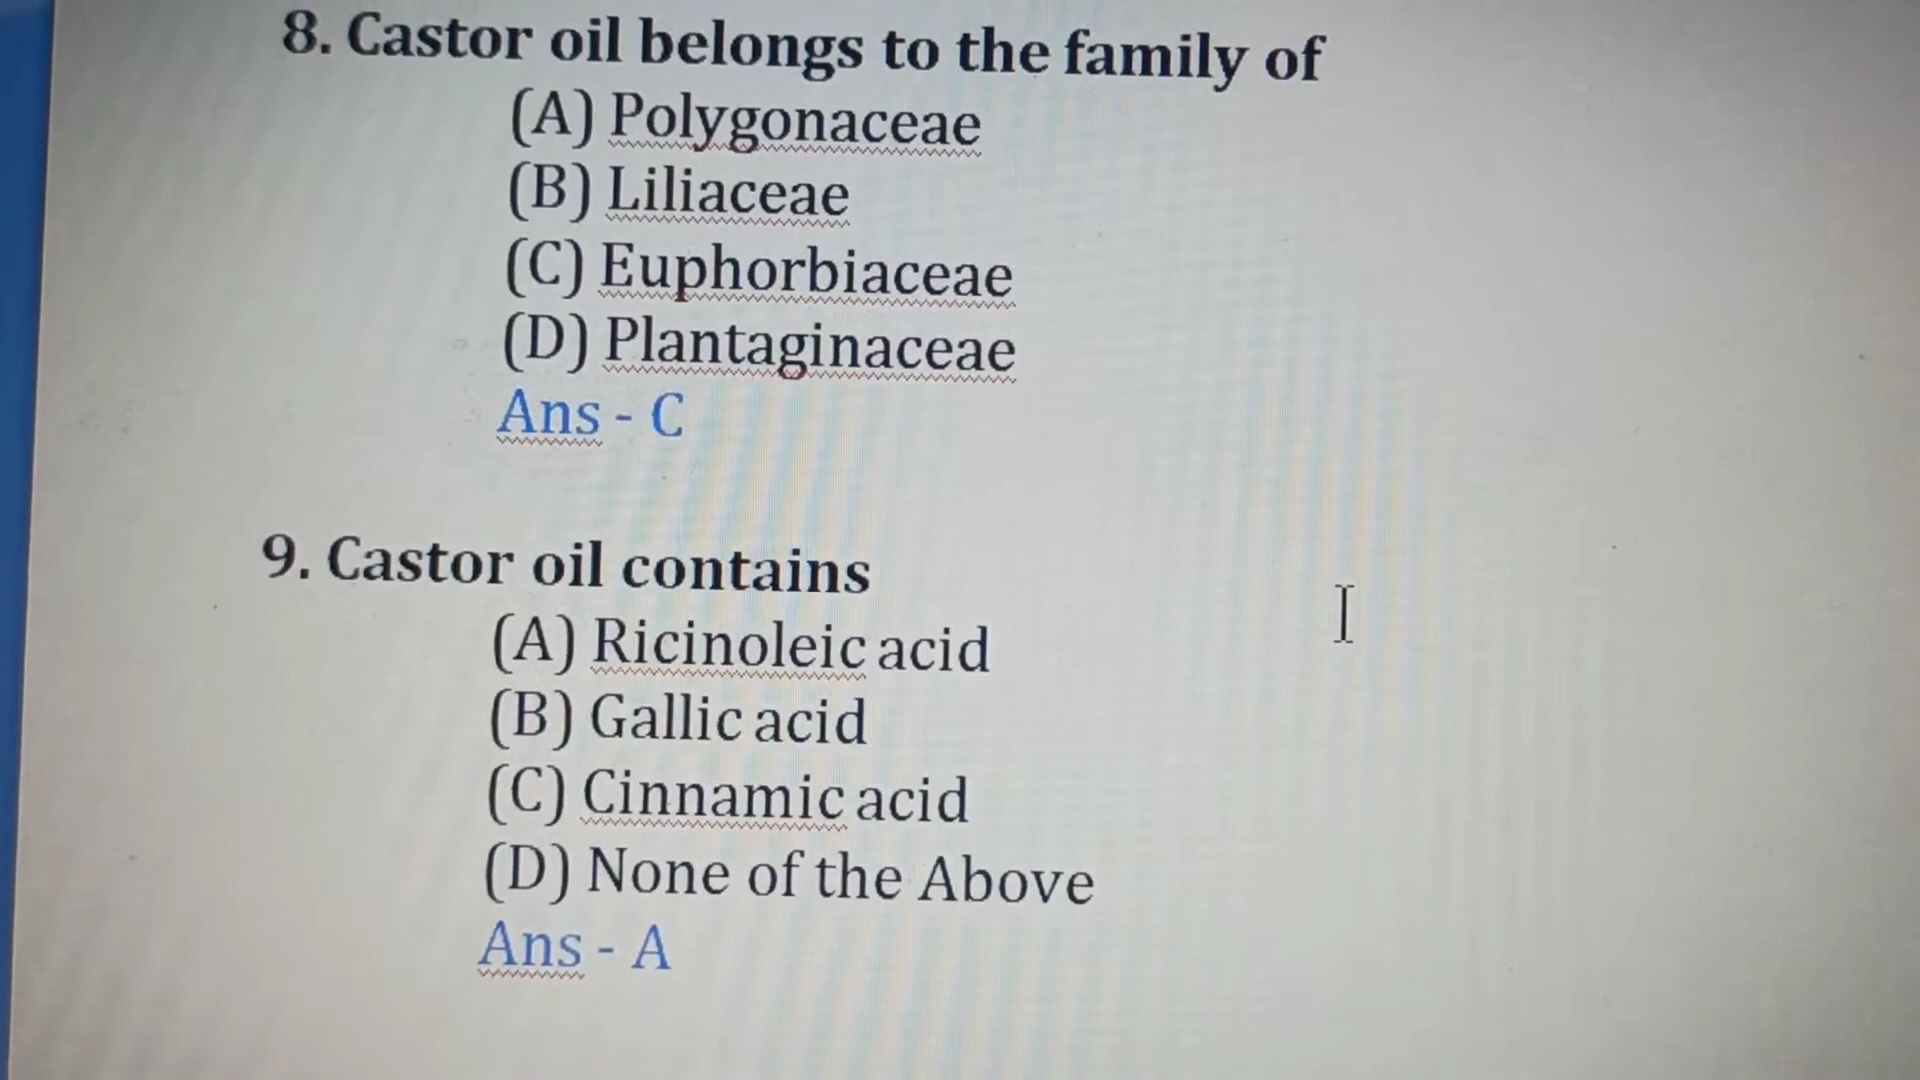 8. Castor oil belongs to the family of
(A) Polygonaceae
(B) Liliaceae
(C) Euphorbiaceae
(D) Plantaginaceae
Ans - C
9. Castor oil contains
(A) Ricinoleic acid
(B) Gallic acid
(C) Cinnamic acid
(D) None of the Above
Ans - A